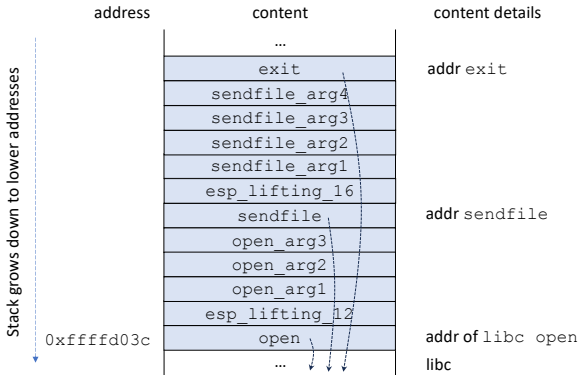 address content content details
...
exit addr exit
sendfile_arg4
sendfile_arg3
sendfile_arg2
sendfile_arg1
esp_lifting_16
sendfile addr sendfile
open_arg3
open_arg2
open_arg1
esp_lifting_12
0xffffd03c open addr of libc open
... libc
Stack grows down to lower addresses